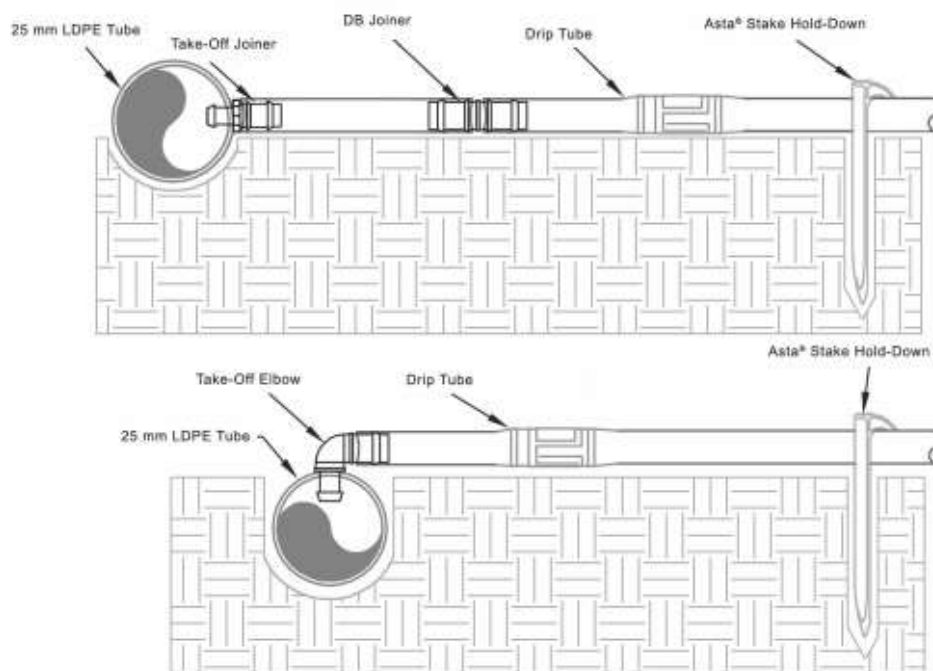 DB Joiner
Asta® Stake Hold-Down
25 mm LDPE Tube
Drip Tube
Take-Off Joiner
Asta® Stake Hold-Down
Take-Off Elbow
Drip Tube
25 mm LDPE Tube